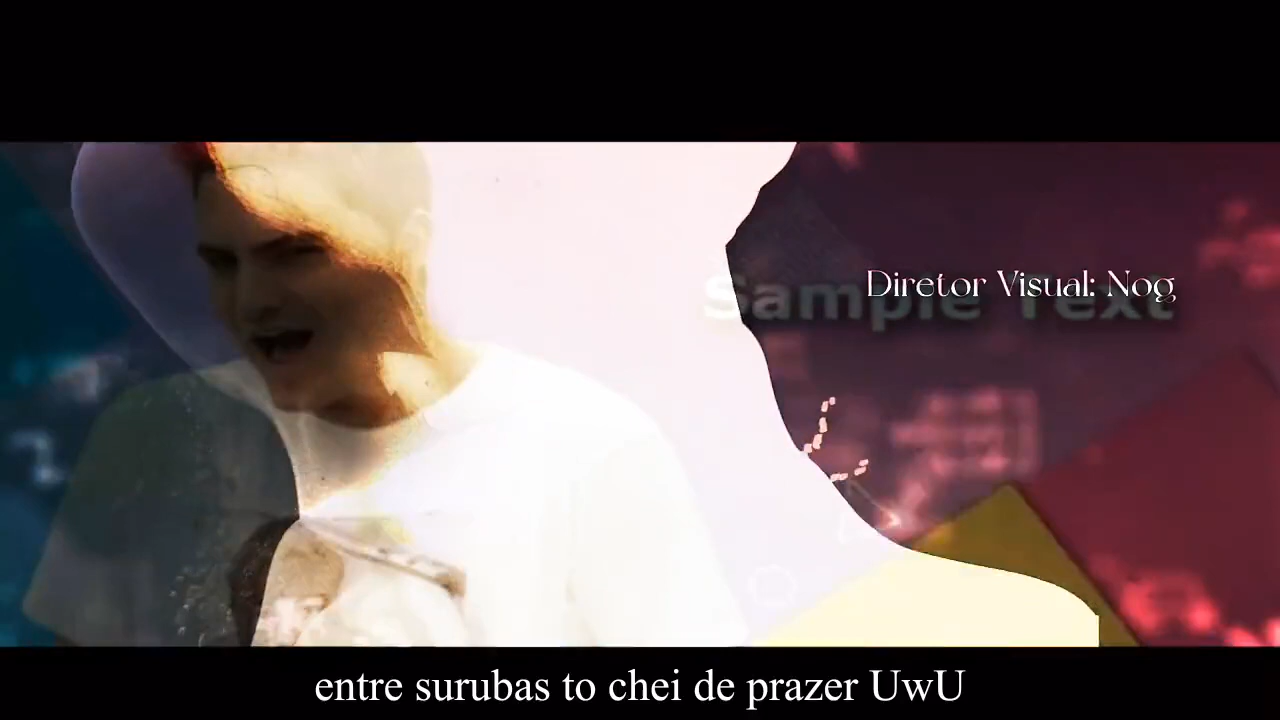 Diretor Visual: Nog
Sample Text
entre surubas to chei de prazer UwU